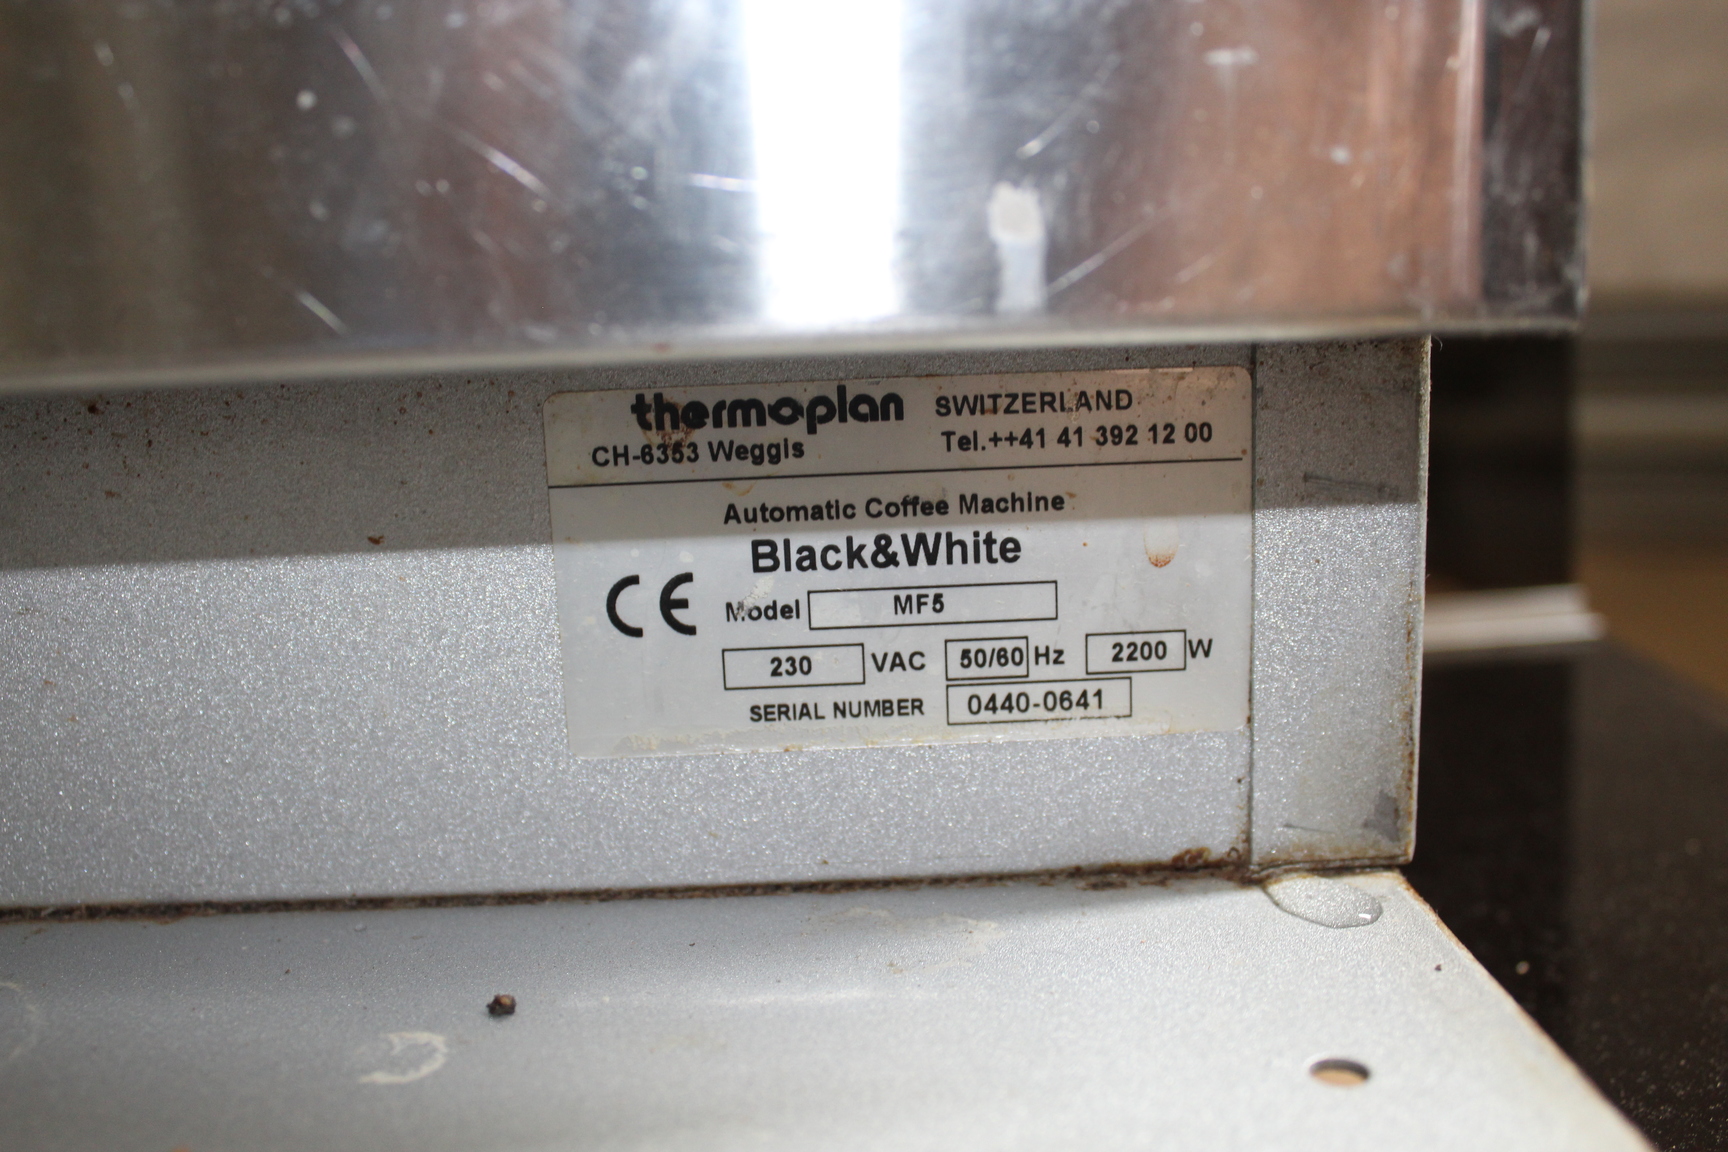 thermoplan SWITZERLAND
CH-6353 Weggis Tel.++41 41 392 12 00
Automatic Coffee Machine
Black&White
CE Model MF5
230 VAC 50/60 Hz 2200 W
SERIAL NUMBER 0440-0641